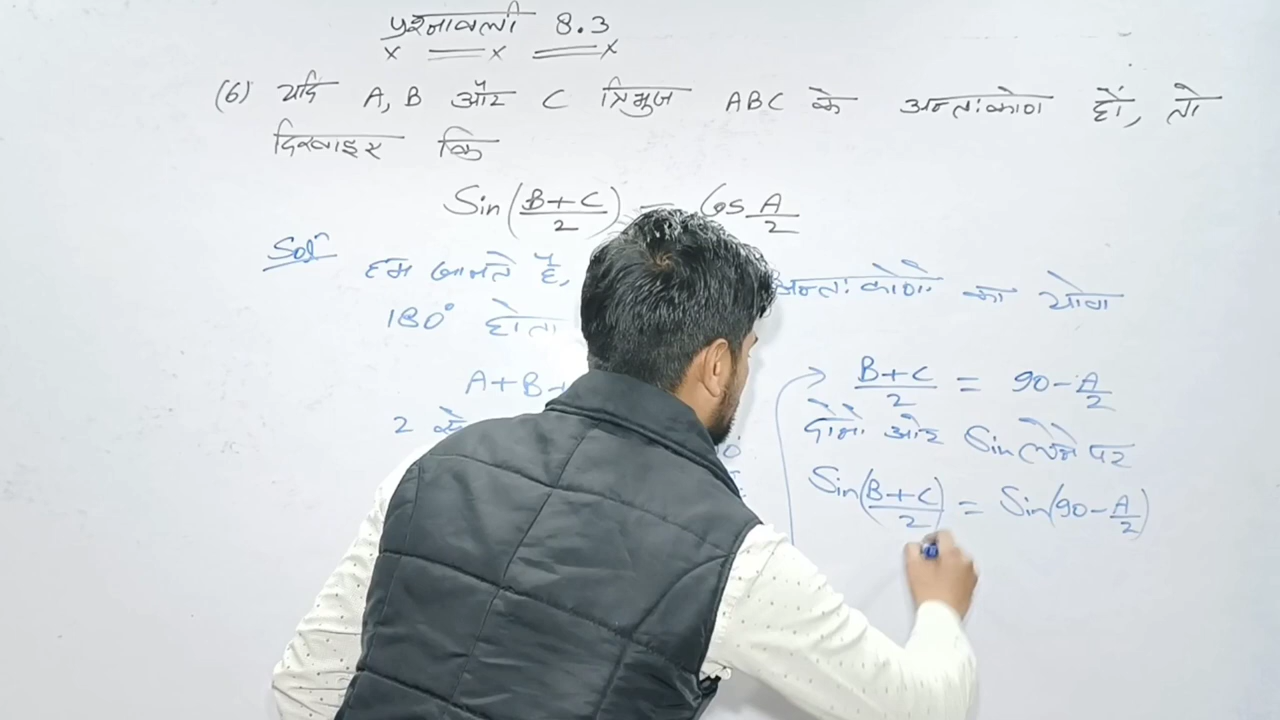 प्रश्नावली 8.3
(6) यदि A, B और C त्रिभुज ABC के अन्तःकोण हों, तो
दिखाइए कि
Sin(B+C/2) = Cos A/2
Solⁿ
हम जानते है, अन्तःकोणों का योग
180° होता
A+B+
2 से
B+C/2 = 90-A/2
दोनो ओर Sin लेने पर
Sin(B+C/2) = Sin(90-A/2)